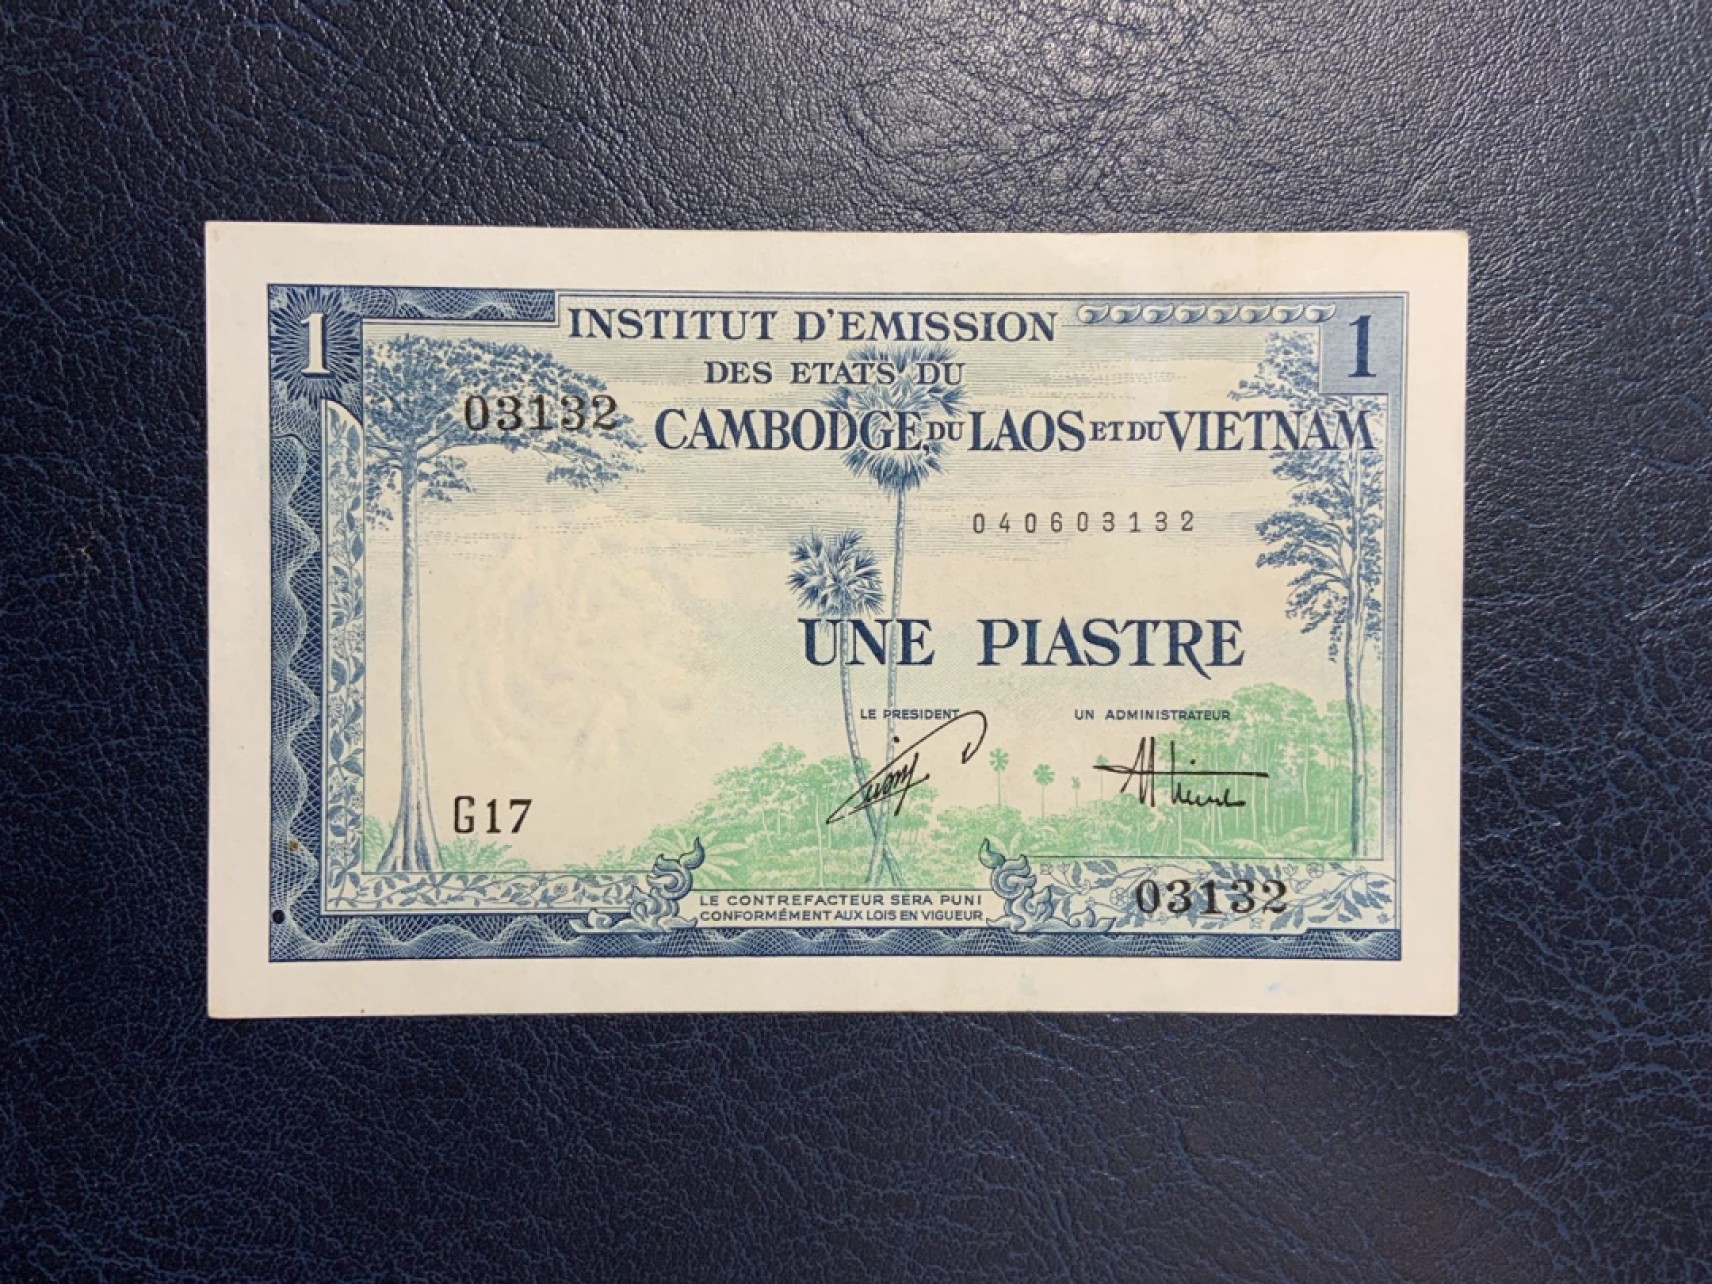 1
INSTITUT D'EMISSION
1
DES ETATS DU
03132
CAMBODGE, DU LAOS ET DU VIETNAM
040603132
UNE PIASTRE
LE PRESIDENT
UN ADMINISTRATEUR
G17
03132
LE CONTREFACTEUR SERA PUNI
CONFORMÉMENT AUX LOIS EN VIGUEUR